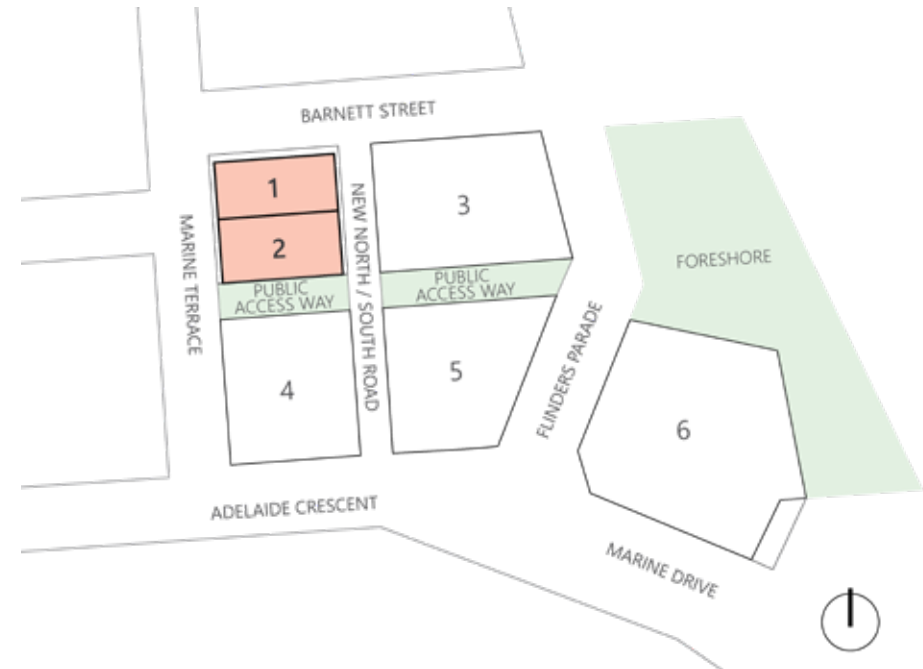 BARNETT STREET
1
2
3
MARINE TERRACE
NEW NORTH / SOUTH ROAD
FORESHORE
PUBLIC
ACCESS WAY
PUBLIC
ACCESS WAY
4
5
FLINDERS PARADE
6
ADELAIDE CRESCENT
MARINE DRIVE